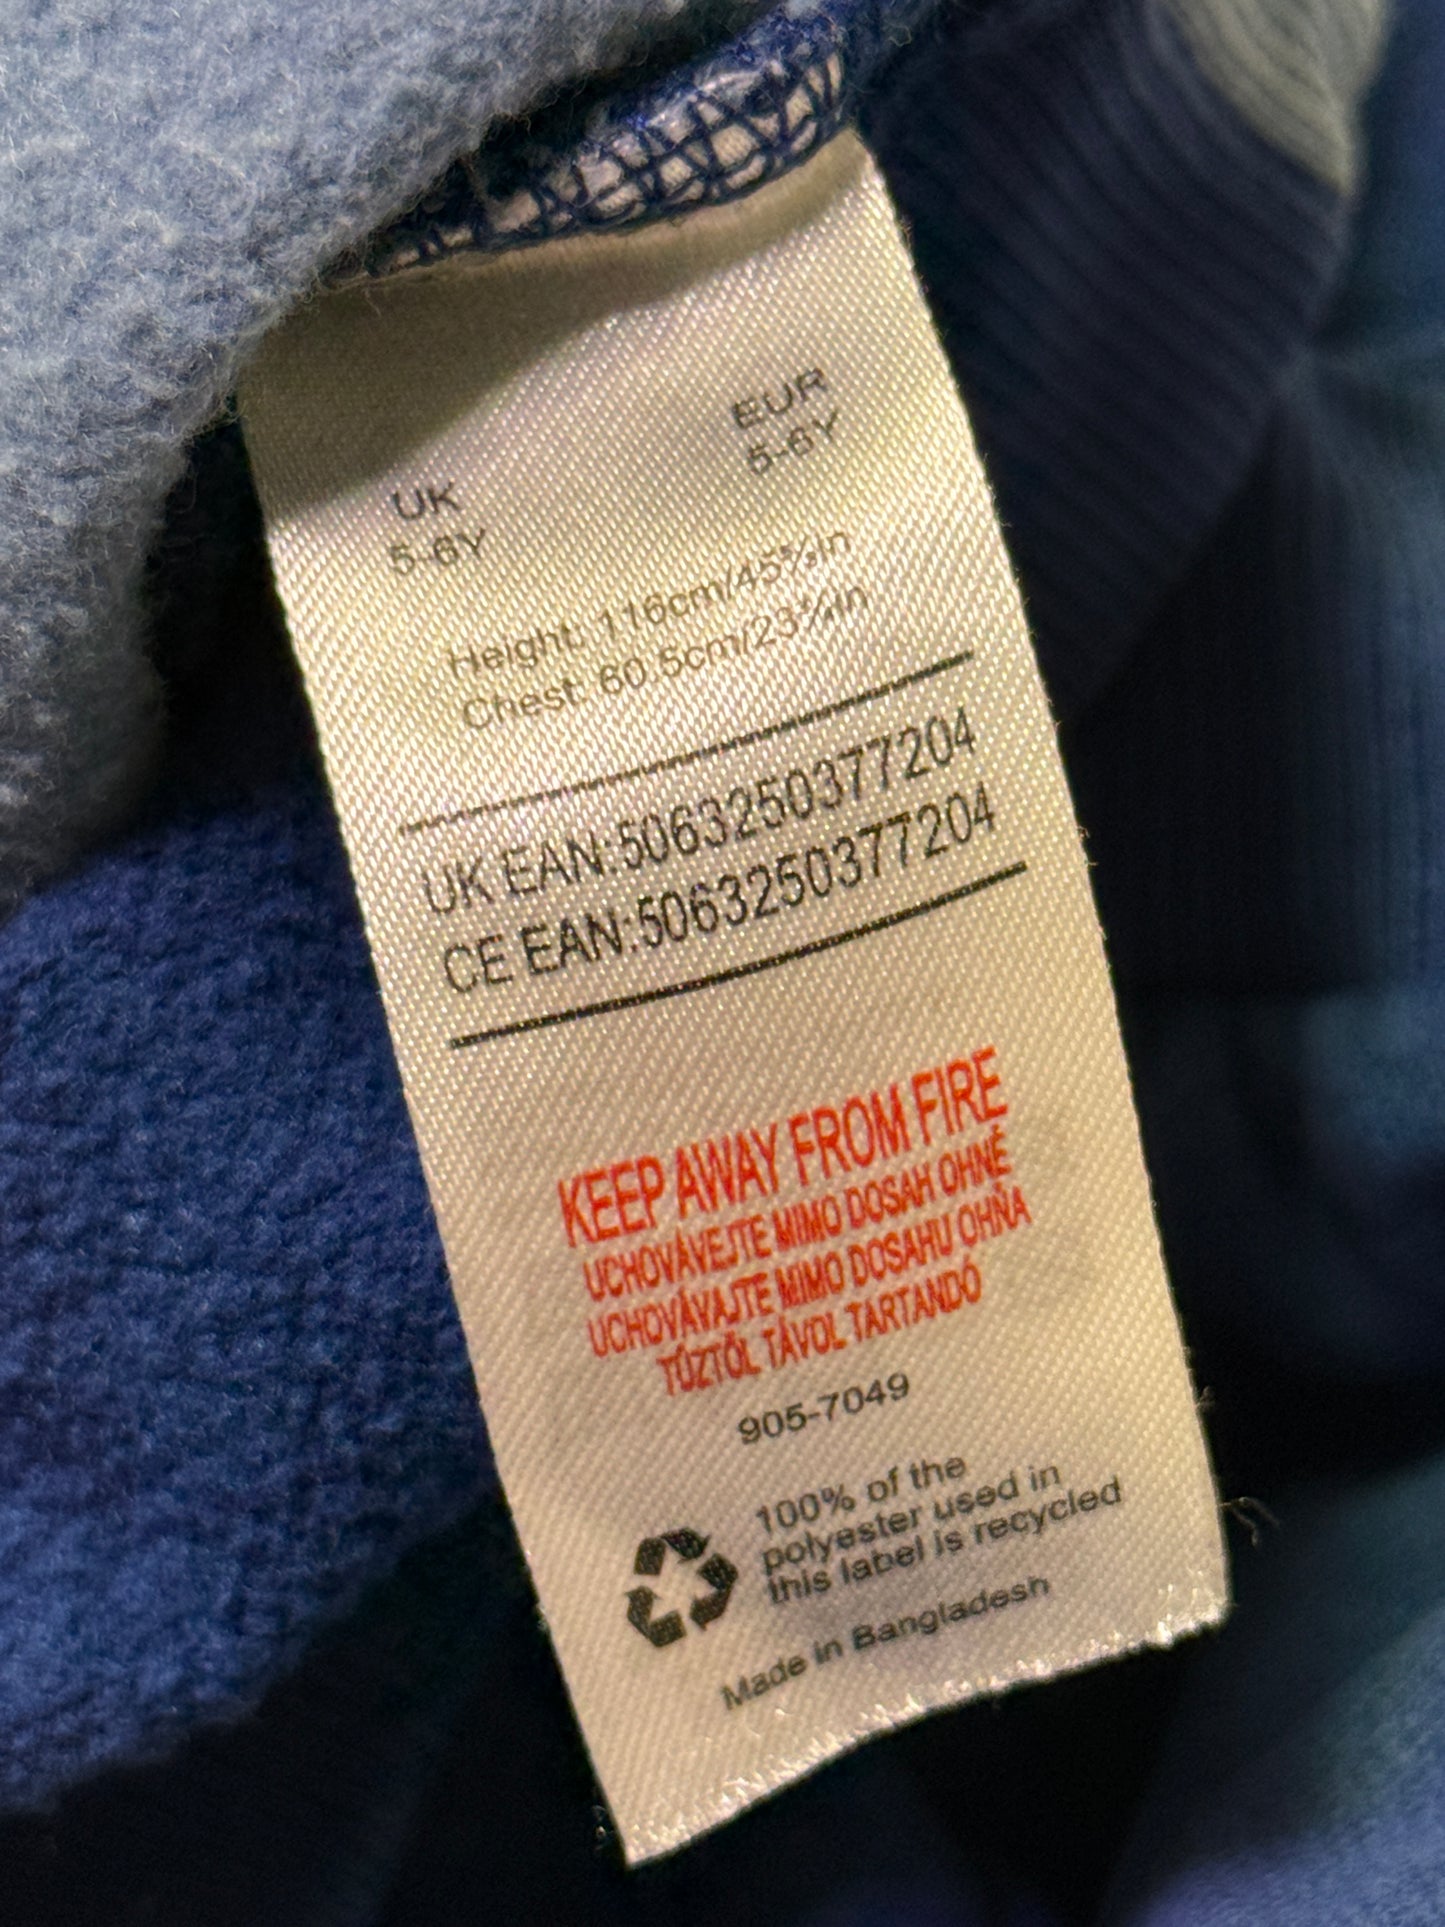 UK EUR
5-6Y 5-6Y
Height: 116cm/45⅝in
Chest: 60.5cm/23¾in
UK EAN:5063250377204
CE EAN:5063250377204
KEEP AWAY FROM FIRE
UCHOVÁVEJTE MIMO DOSAH OHNĚ
UCHOVÁVAJTE MIMO DOSAHU OHŇA
TŰZTŐL TÁVOL TARTANDÓ
905-7049
100% of the
polyester used in
this label is recycled
Made in Bangladesh